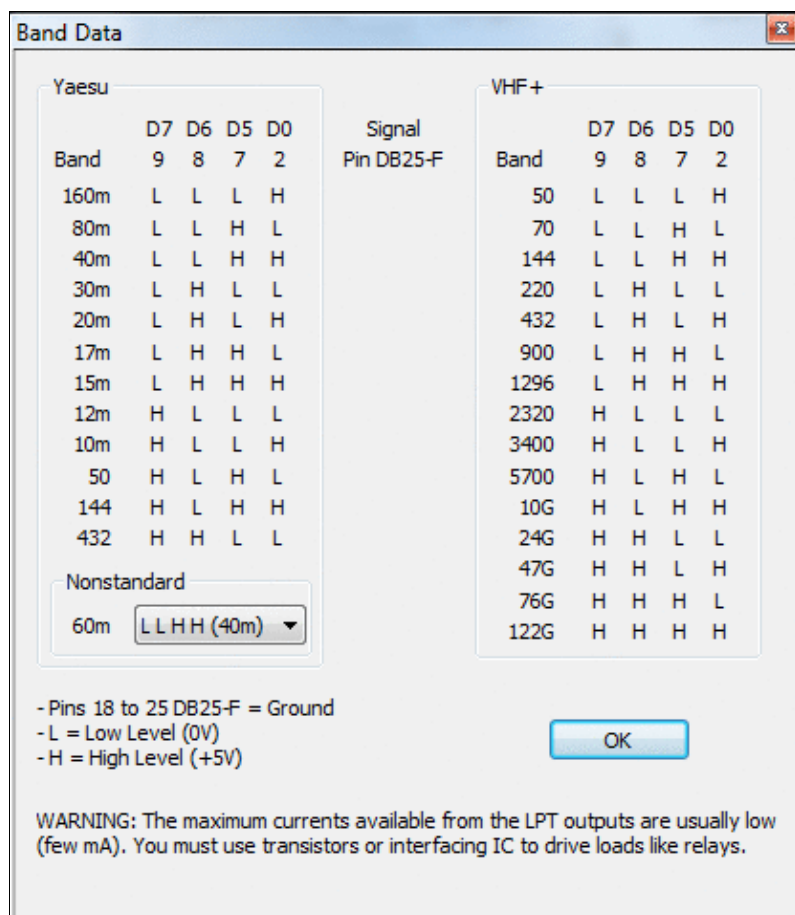 Band Data
Yaesu
D7 D6 D5 D0
Band 9 8 7 2
160m L L L H
80m L L H L
40m L L H H
30m L H L L
20m L H L H
17m L H H L
15m L H H H
12m H L L L
10m H L L H
50 H L H L
144 H L H H
432 H H L L
Nonstandard
60m L L H H (40m)
Signal
Pin DB25-F
VHF+
D7 D6 D5 D0
Band 9 8 7 2
50 L L L H
70 L L H L
144 L L H H
220 L H L L
432 L H L H
900 L H H L
1296 L H H H
2320 H L L L
3400 H L L H
5700 H L H L
10G H L H H
24G H H L L
47G H H L H
76G H H H L
122G H H H H
- Pins 18 to 25 DB25-F = Ground
- L = Low Level (0V)
- H = High Level (+5V)
OK
WARNING: The maximum currents available from the LPT outputs are usually low
(few mA). You must use transistors or interfacing IC to drive loads like relays.